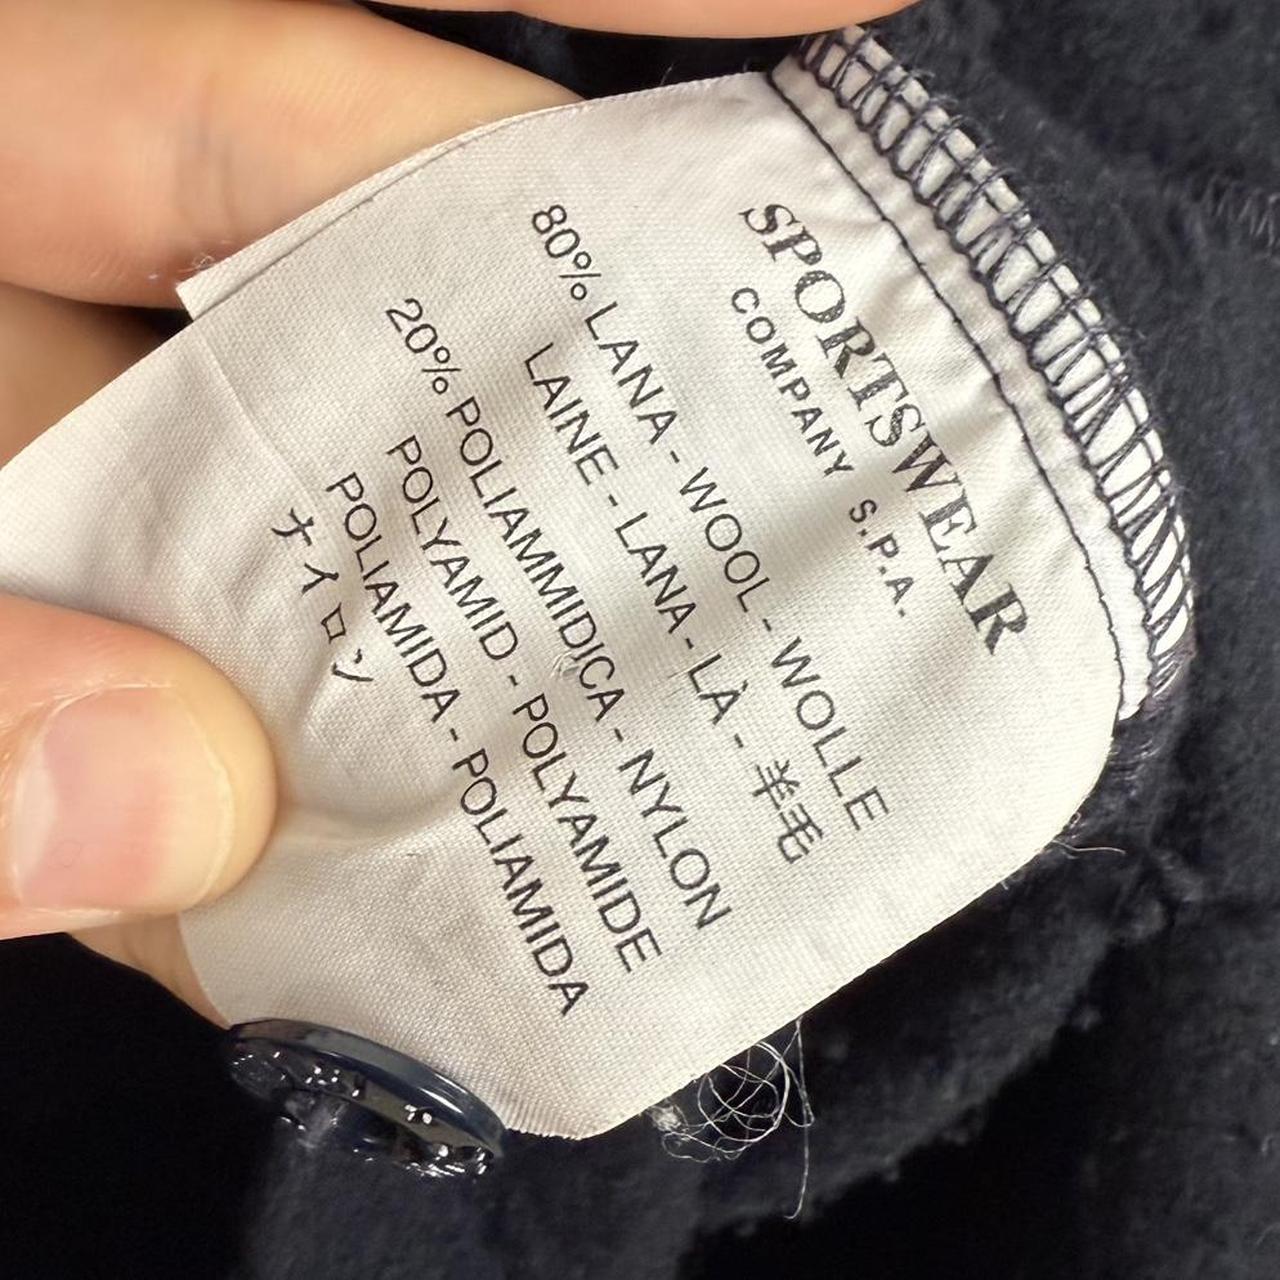 SPORTSWEAR
COMPANY S.P.A.
80% LANA - WOOL - WOLLE
LAINE - LANA - LÀ - 羊毛
20% POLIAMMIDICA - NYLON
POLYAMID - POLYAMIDE
POLIAMIDA - POLIAMIDA
ナイロン